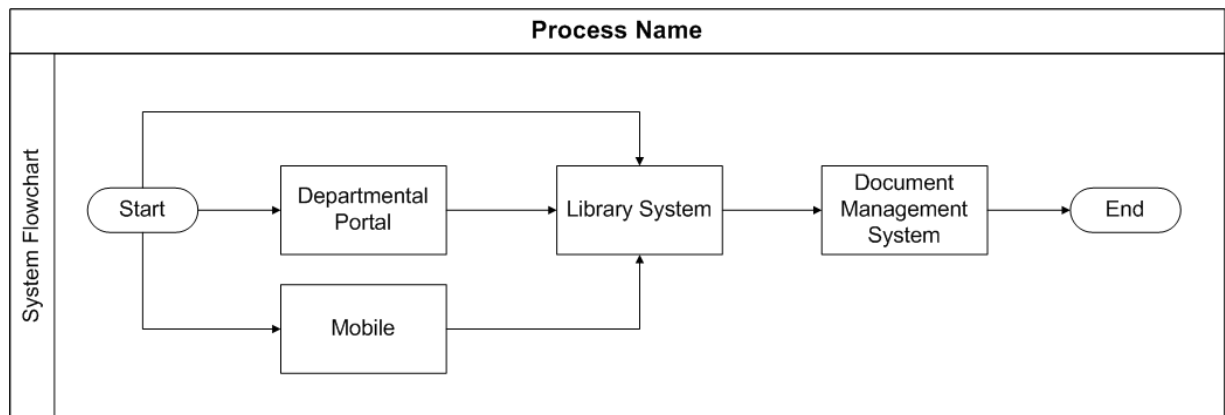 Process Name
System Flowchart
Start
Departmental
Portal
Library System
Document
Management
System
End
Mobile